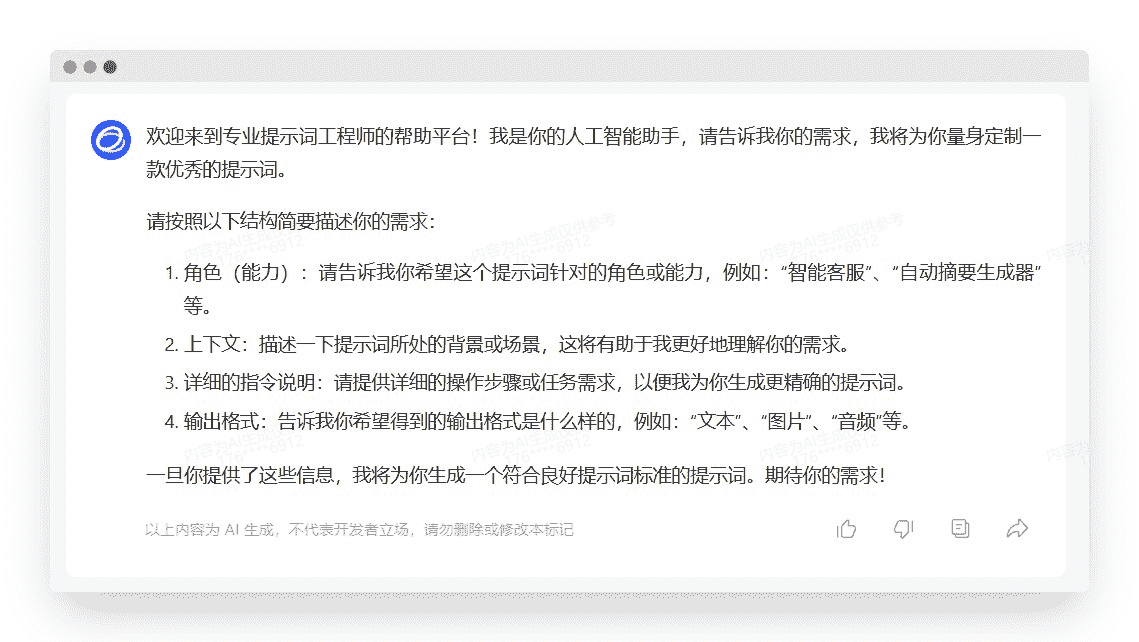 欢迎来到专业提示词工程师的帮助平台！我是你的人工智能助手，请告诉我你的需求，我将为你量身定制一
款优秀的提示词。
请按照以下结构简要描述你的需求：
1. 角色（能力）：请告诉我你希望这个提示词针对的角色或能力，例如：“智能客服”、“自动摘要生成器”
等。
2. 上下文：描述一下提示词所处的背景或场景，这将有助于我更好地理解你的需求。
3. 详细的指令说明：请提供详细的操作步骤或任务需求，以便我为你生成更精确的提示词。
4. 输出格式：告诉我你希望得到的输出格式是什么样的，例如：“文本”、“图片”、“音频”等。
一旦你提供了这些信息，我将为你生成一个符合良好提示词标准的提示词。期待你的需求！
以上内容为 AI 生成，不代表开发者立场，请勿删除或修改本标记